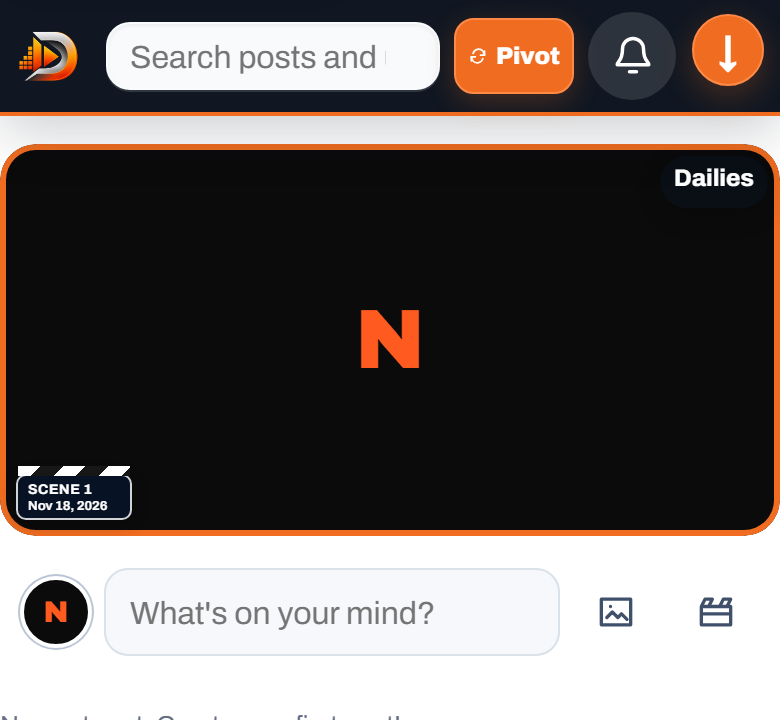 Search posts and
Pivot
Dailies
N
SCENE 1
Nov 18, 2026
N
What's on your mind?